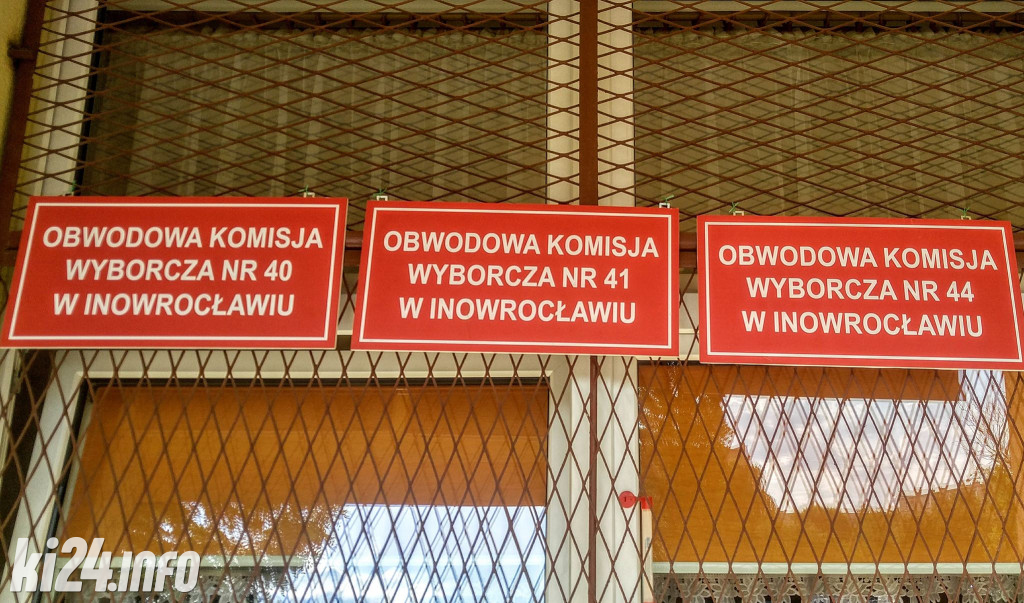 OBWODOWA KOMISJA
WYBORCZA NR 40
W INOWROCŁAWIU
OBWODOWA KOMISJA
WYBORCZA NR 41
W INOWROCŁAWIU
OBWODOWA KOMISJA
WYBORCZA NR 44
W INOWROCŁAWIU
ki24.info